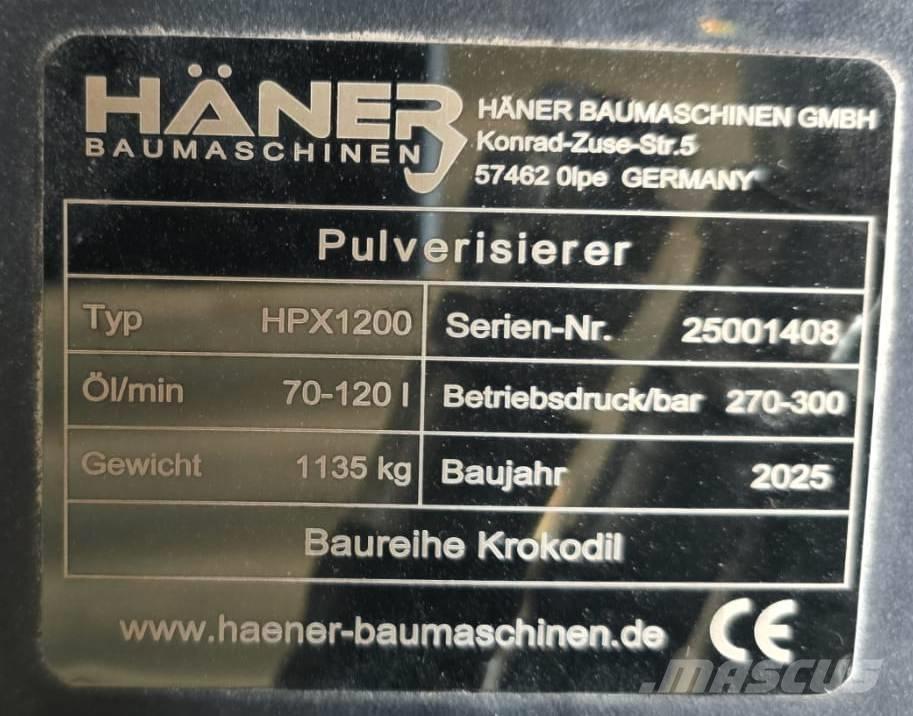 HÄNER
BAUMASCHINEN
HÄNER BAUMASCHINEN GMBH
Konrad-Zuse-Str.5
57462 Olpe GERMANY
Pulverisierer
Typ HPX1200 Serien-Nr. 25001408
Öl/min 70-120 l Betriebsdruck/bar 270-300
Gewicht 1135 kg Baujahr 2025
Baureihe Krokodil
www.haener-baumaschinen.de CE
MASCUS